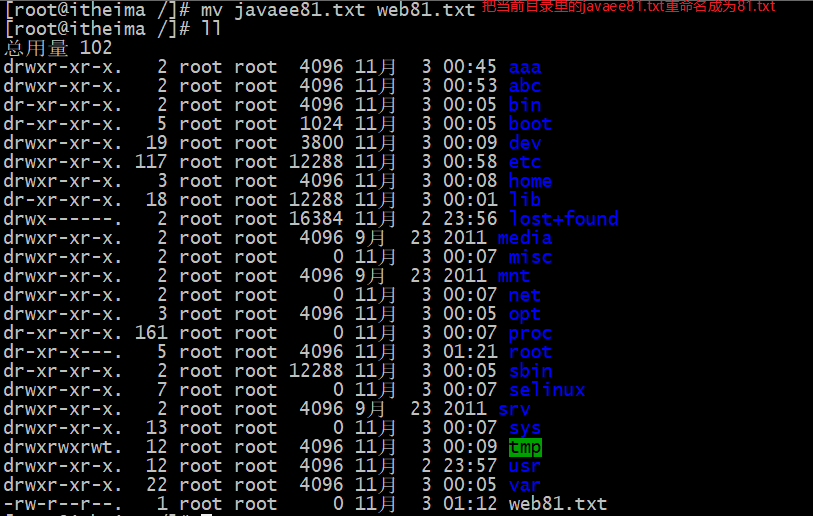 [root@itheima /]# mv javaee81.txt web81.txt 把当前目录里的javaee81.txt重命名成为81.txt
[root@itheima /]# ll
总用量 102
drwxr-xr-x. 2 root root 4096 11月 3 00:45 aaa
drwxr-xr-x. 2 root root 4096 11月 3 00:53 abc
dr-xr-xr-x. 2 root root 4096 11月 3 00:05 bin
dr-xr-xr-x. 5 root root 1024 11月 3 00:05 boot
drwxr-xr-x. 19 root root 3800 11月 3 00:09 dev
drwxr-xr-x. 117 root root 12288 11月 3 00:58 etc
drwxr-xr-x. 3 root root 4096 11月 3 00:08 home
dr-xr-xr-x. 18 root root 12288 11月 3 00:01 lib
drwx------. 2 root root 16384 11月 2 23:56 lost+found
drwxr-xr-x. 2 root root 4096 9月 23 2011 media
drwxr-xr-x. 2 root root 0 11月 3 00:07 misc
drwxr-xr-x. 2 root root 4096 9月 23 2011 mnt
drwxr-xr-x. 2 root root 0 11月 3 00:07 net
drwxr-xr-x. 3 root root 4096 11月 3 00:05 opt
dr-xr-xr-x. 161 root root 0 11月 3 00:07 proc
dr-xr-x---. 5 root root 4096 11月 3 01:21 root
dr-xr-xr-x. 2 root root 12288 11月 3 00:05 sbin
drwxr-xr-x. 7 root root 0 11月 3 00:07 selinux
drwxr-xr-x. 2 root root 4096 9月 23 2011 srv
drwxr-xr-x. 13 root root 0 11月 3 00:07 sys
drwxrwxrwt. 12 root root 4096 11月 3 00:09 tmp
drwxr-xr-x. 12 root root 4096 11月 2 23:57 usr
drwxr-xr-x. 22 root root 4096 11月 3 00:05 var
-rw-r--r--. 1 root root 0 11月 3 01:12 web81.txt